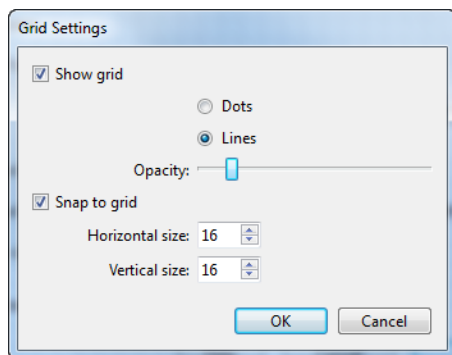 Grid Settings
Show grid
Dots
Lines
Opacity:
Snap to grid
Horizontal size: 16
Vertical size: 16
OK Cancel